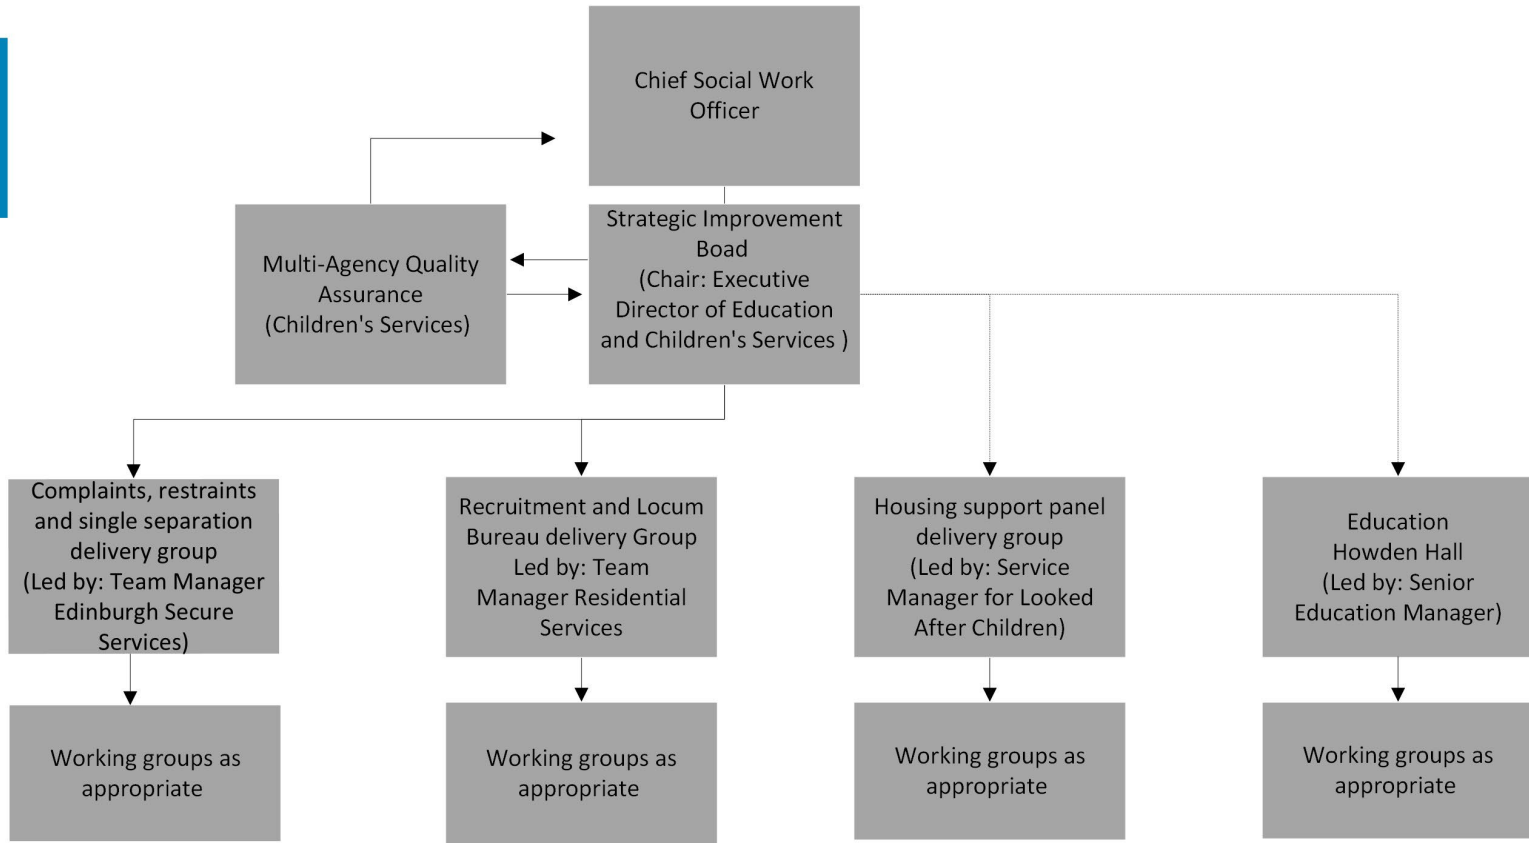 Chief Social Work
Officer
Multi-Agency Quality
Assurance
(Children's Services)
Strategic Improvement
Boad
(Chair: Executive
Director of Education
and Children's Services )
Complaints, restraints
and single separation
delivery group
(Led by: Team Manager
Edinburgh Secure
Services)
Recruitment and Locum
Bureau delivery Group
Led by: Team
Manager Residential
Services
Housing support panel
delivery group
(Led by: Service
Manager for Looked
After Children)
Education
Howden Hall
(Led by: Senior
Education Manager)
Working groups as
appropriate
Working groups as
appropriate
Working groups as
appropriate
Working groups as
appropriate